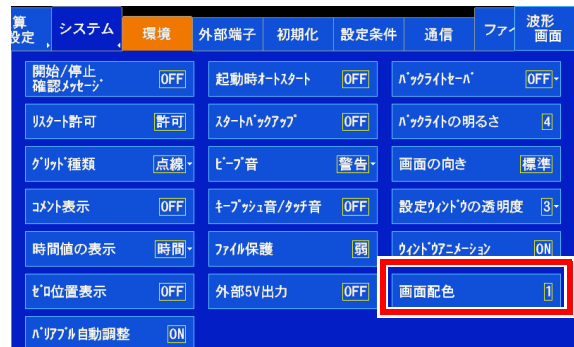 算
設定
システム
環境
外部端子
初期化
設定条件
通信
ファイ
波形
画面
開始/停止
確認ﾒｯｾｰｼﾞ
OFF
起動時ｵｰﾄｽﾀｰﾄ
OFF
ﾊﾞｯｸﾗｲﾄｾｰﾊﾞ
OFF
ﾘｽﾀｰﾄ許可
許可
ｽﾀｰﾄﾊﾞｯｸｱｯﾌﾟ
OFF
ﾊﾞｯｸﾗｲﾄの明るさ
4
ｸﾞﾘｯﾄﾞ種類
点線
ﾋﾞｰﾌﾟ音
警告
画面の向き
標準
ｺﾒﾝﾄ表示
OFF
ｷｰﾌﾟｯｼｭ音/ﾀｯﾁ音
OFF
設定ｳｨﾝﾄﾞｳの透明度
3
時間値の表示
時間
ﾌｧｲﾙ保護
弱
ｳｨﾝﾄﾞｳｱﾆﾒｰｼｮﾝ
ON
ｾﾞﾛ位置表示
OFF
外部5V出力
OFF
画面配色
1
ﾊﾞﾘｱﾌﾞﾙ自動調整
ON